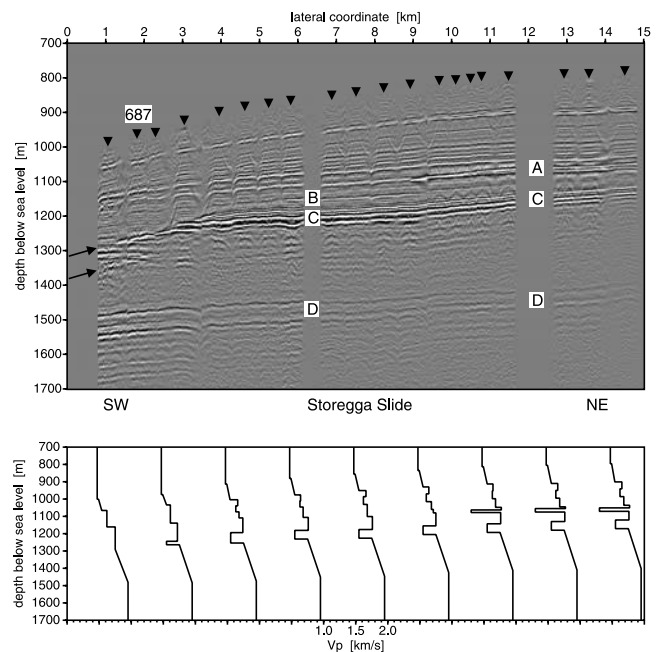 lateral coordinate [km]
0 1 2 3 4 5 6 7 8 9 10 11 12 13 14 15
depth below sea level [m]
700
800
900
1000
1100
1200
1300
1400
1500
1600
1700
687
A
B
C
C
D
D
SW Storegga Slide NE
depth below sea level [m]
700
800
900
1000
1100
1200
1300
1400
1500
1600
1700
1.0 1.5 2.0
Vp [km/s]